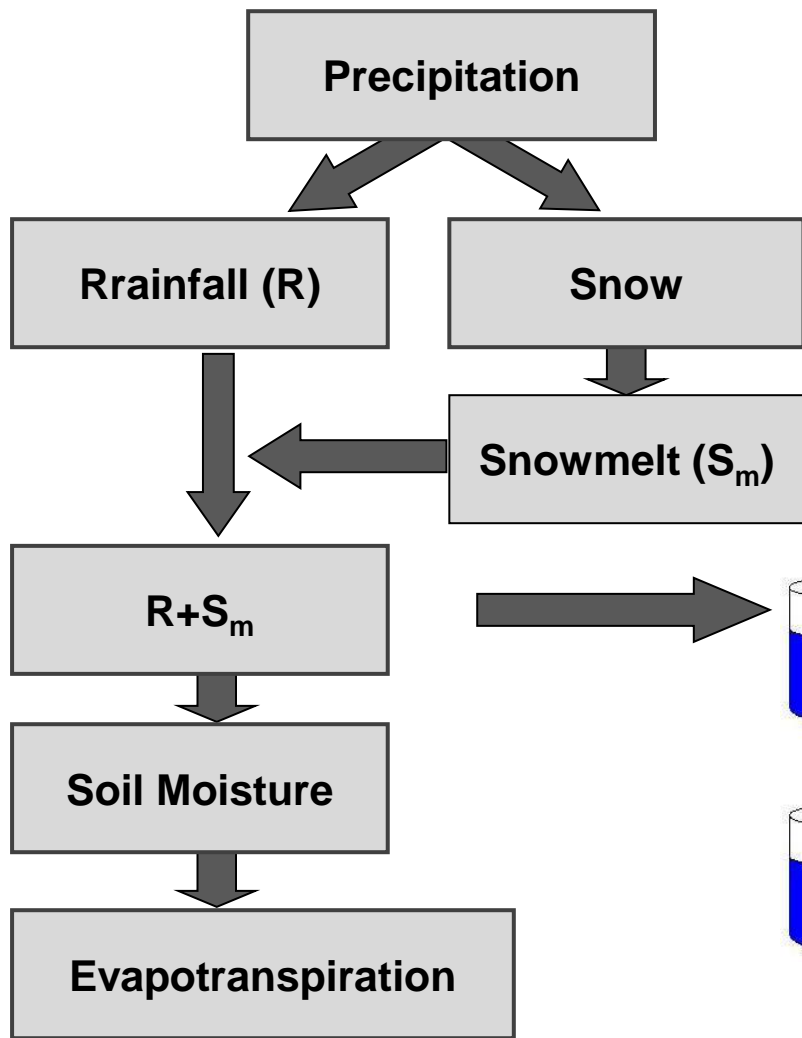 Precipitation
Rrainfall (R)
Snow
Snowmelt (Sₘ)
R+Sₘ
Soil Moisture
Evapotranspiration